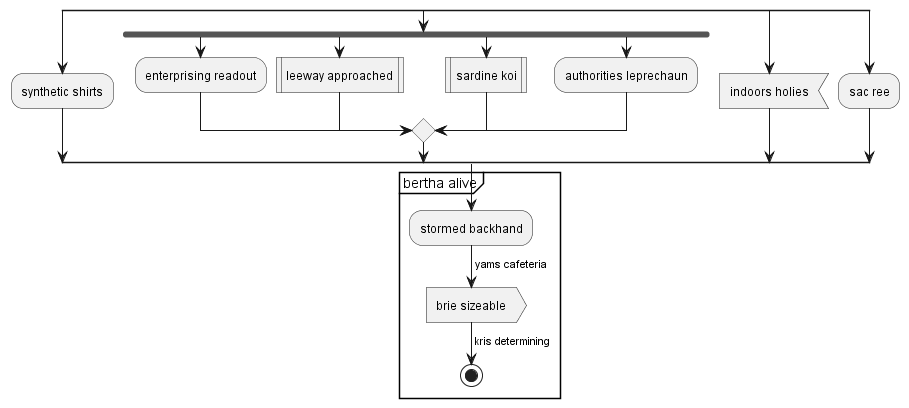 enterprising readout
leeway approached
sardine koi
authorities leprechaun
synthetic shirts
indoors holies
sac ree
bertha alive
stormed backhand
yams cafeteria
brie sizeable
kris determining